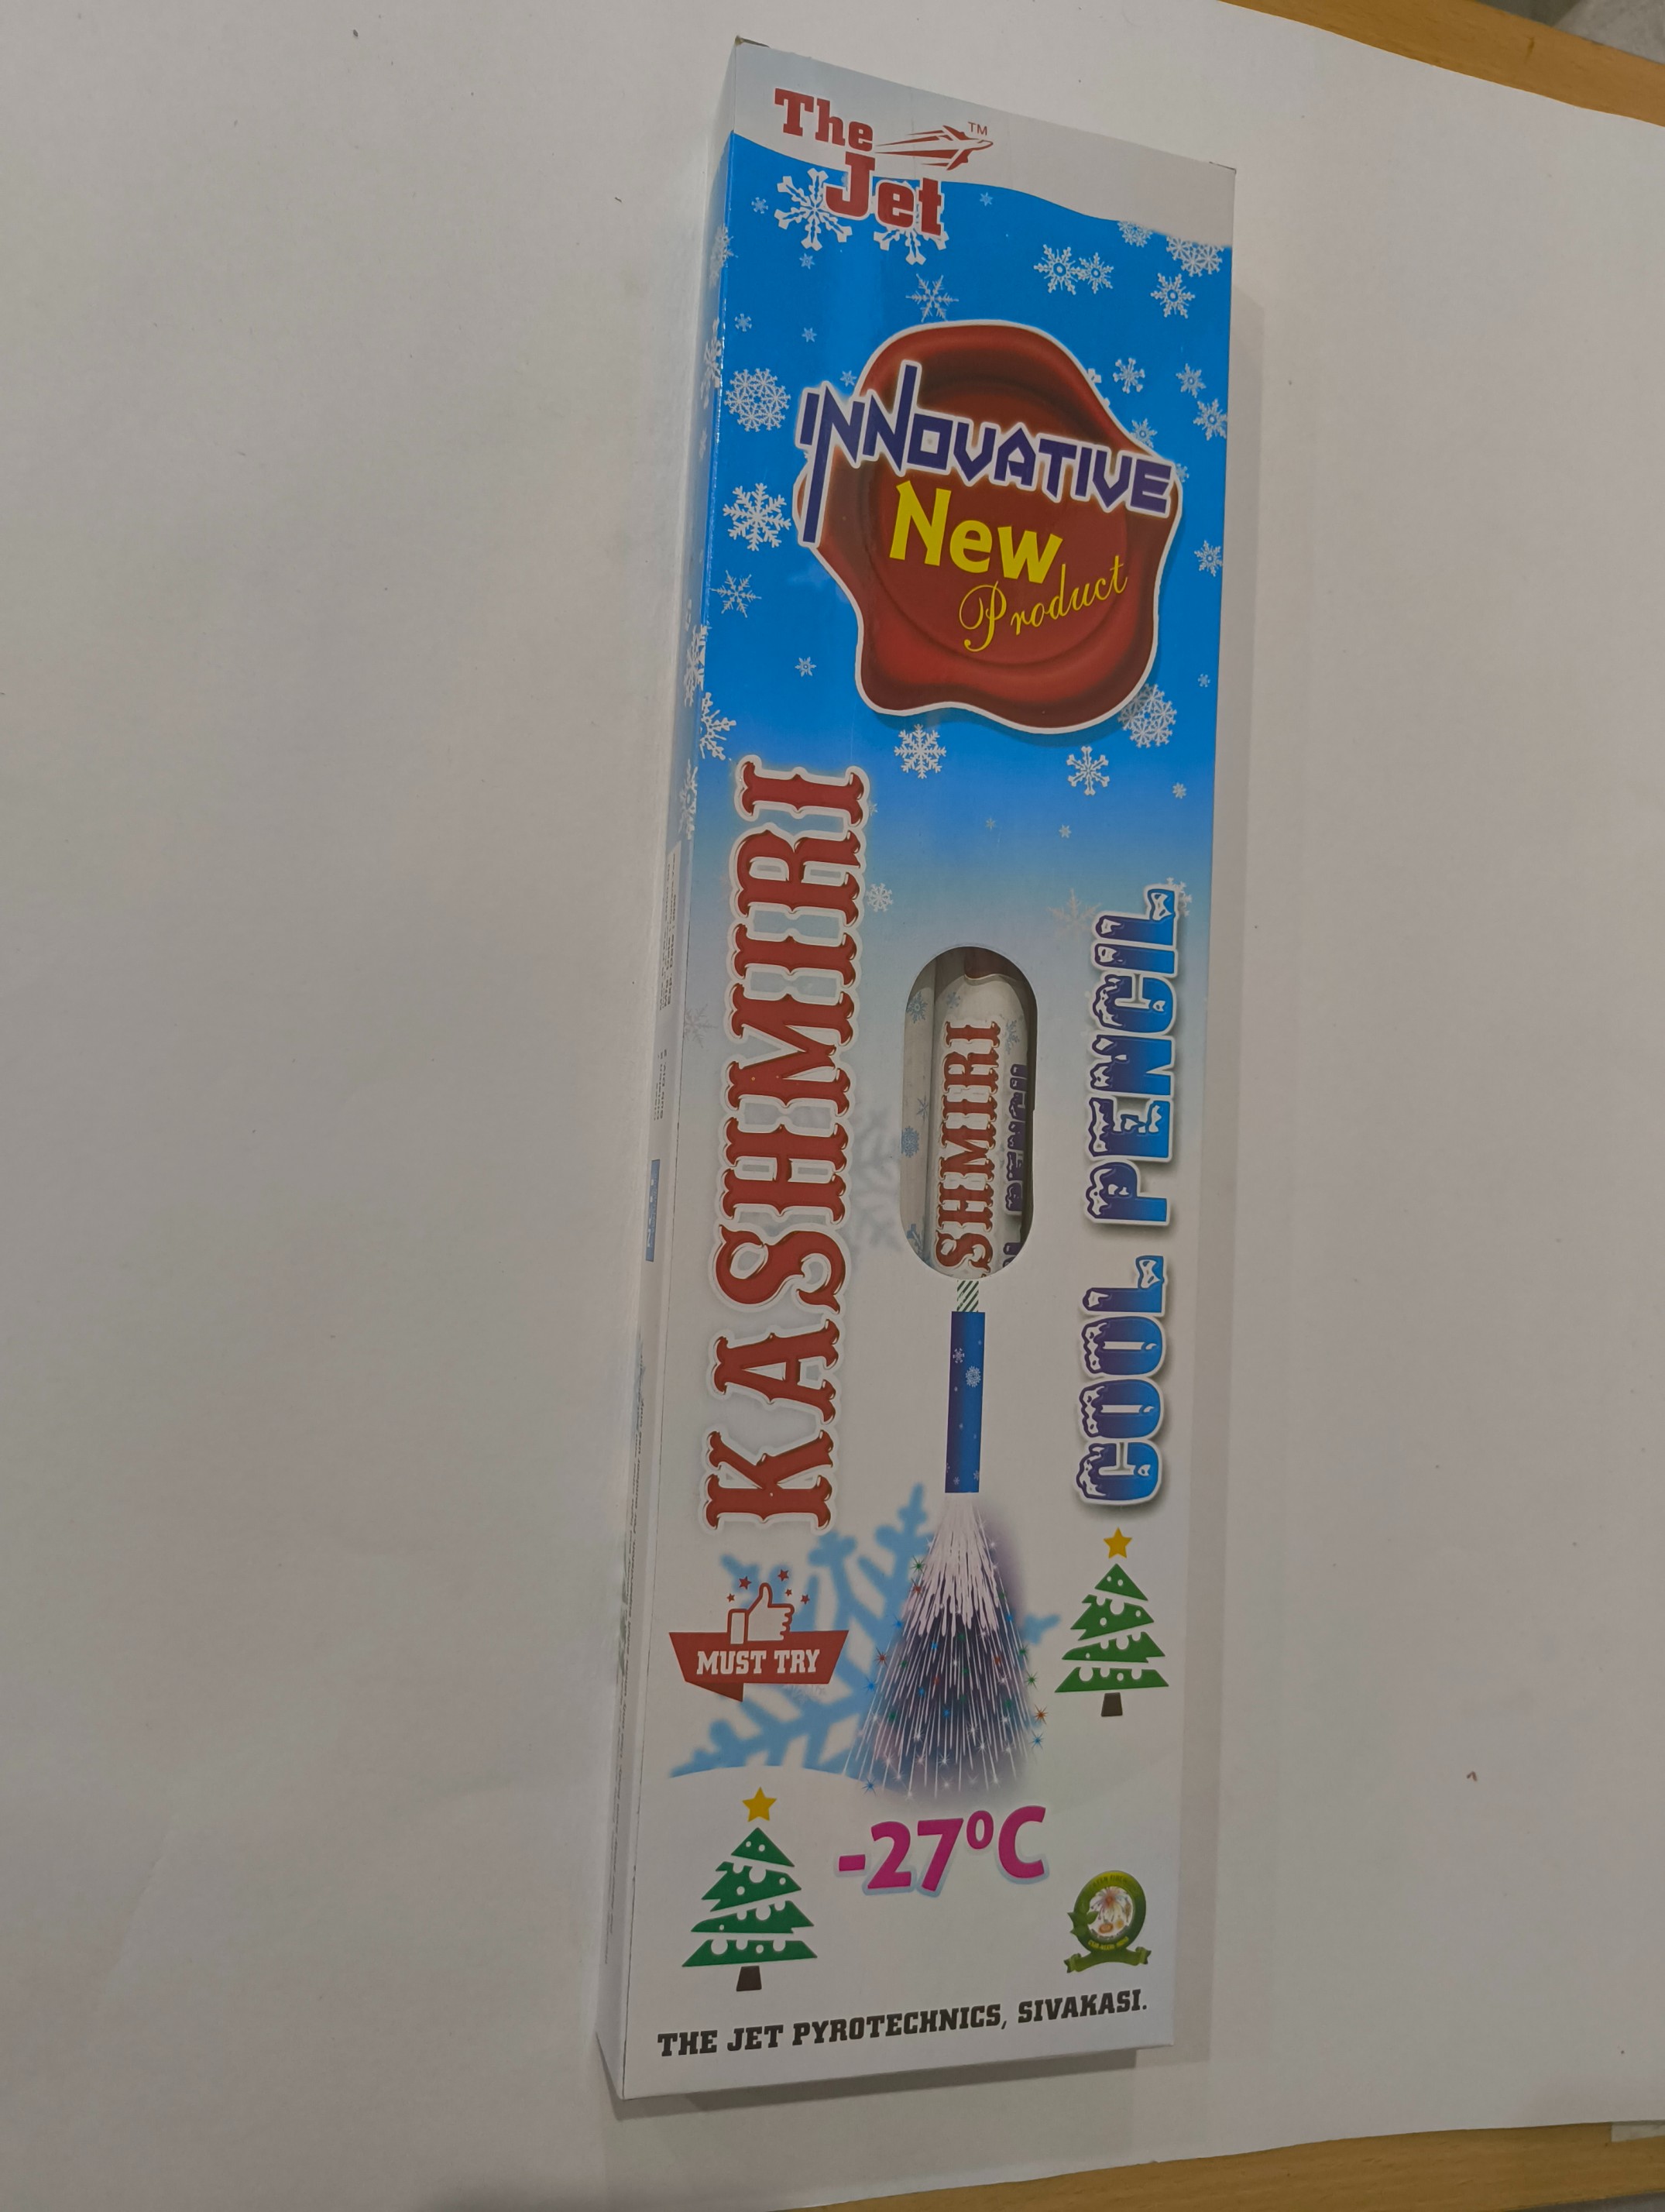 The
Jet
TM
INNOVATIVE
New
Product
KASHMIRI
COOL PENCIL
SHMIRI
MUST TRY
-27°C
THE JET PYROTECHNICS, SIVAKASI.